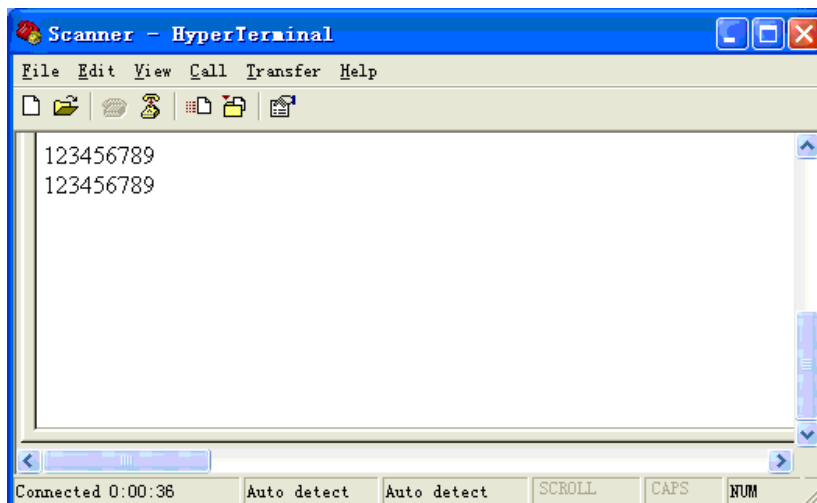 Scanner - HyperTerminal
File Edit View Call Transfer Help
123456789
123456789
Connected 0:00:36 Auto detect Auto detect SCROLL CAPS NUM